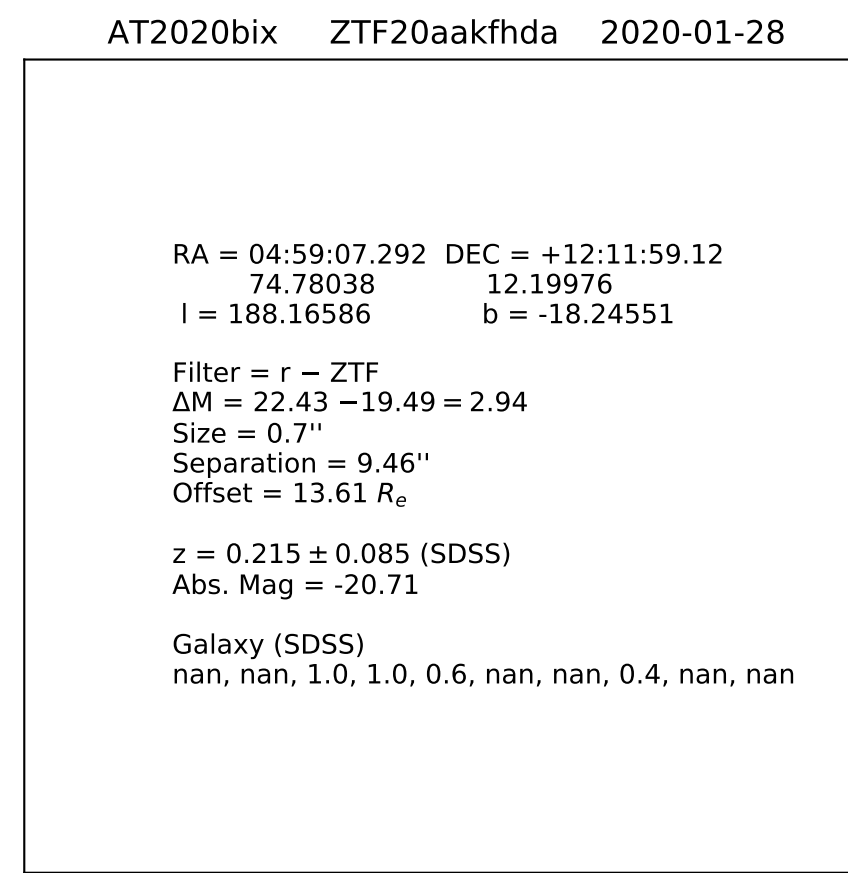 AT2020bix ZTF20aakfhda 2020-01-28
RA = 04:59:07.292 DEC = +12:11:59.12
74.78038 12.19976
l = 188.16586 b = -18.24551
Filter = r − ZTF
ΔM = 22.43 −19.49 = 2.94
Size = 0.7''
Separation = 9.46''
Offset = 13.61 Rₑ
z = 0.215 ± 0.085 (SDSS)
Abs. Mag = -20.71
Galaxy (SDSS)
nan, nan, 1.0, 1.0, 0.6, nan, nan, 0.4, nan, nan